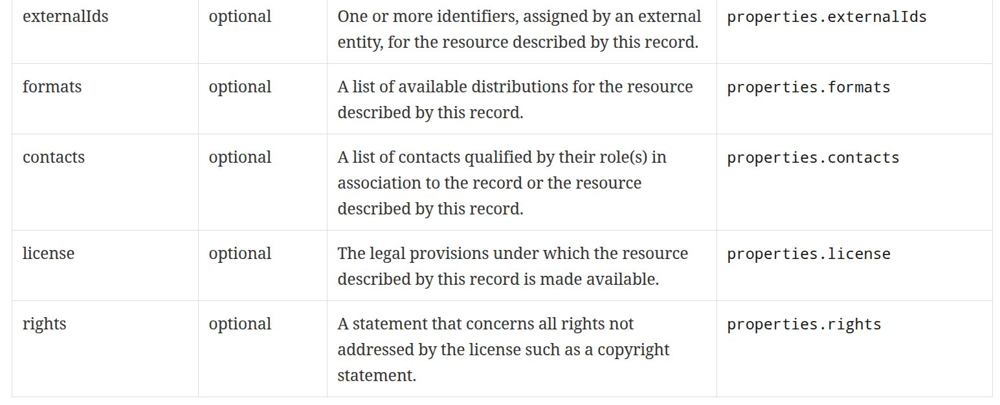 externalIds optional One or more identifiers, assigned by an external properties.externalIds
entity, for the resource described by this record.
formats optional A list of available distributions for the resource properties.formats
described by this record.
contacts optional A list of contacts qualified by their role(s) in properties.contacts
association to the record or the resource
described by this record.
license optional The legal provisions under which the resource properties.license
described by this record is made available.
rights optional A statement that concerns all rights not properties.rights
addressed by the license such as a copyright
statement.